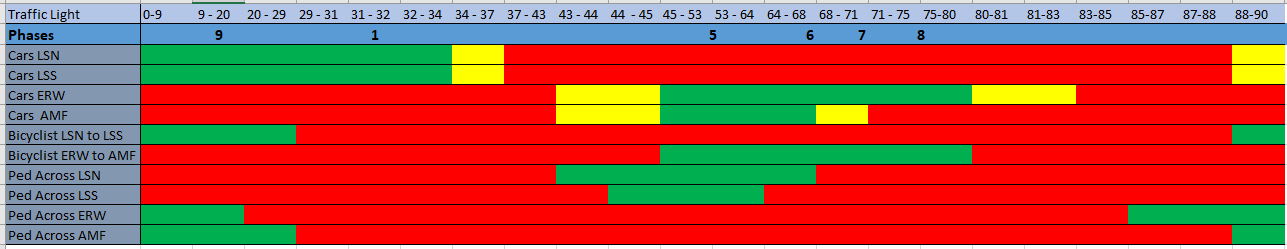 Traffic Light 0-9 9 - 20 20 - 29 29 - 31 31 - 32 32 - 34 34 - 37 37 - 43 43 - 44 44 - 45 45 - 53 53 - 64 64 - 68 68 - 71 71 - 75 75-80 80-81 81-83 83-85 85-87 87-88 88-90
Phases 9 1 5 6 7 8
Cars LSN
Cars LSS
Cars ERW
Cars AMF
Bicyclist LSN to LSS
Bicyclist ERW to AMF
Ped Across LSN
Ped Across LSS
Ped Across ERW
Ped Across AMF